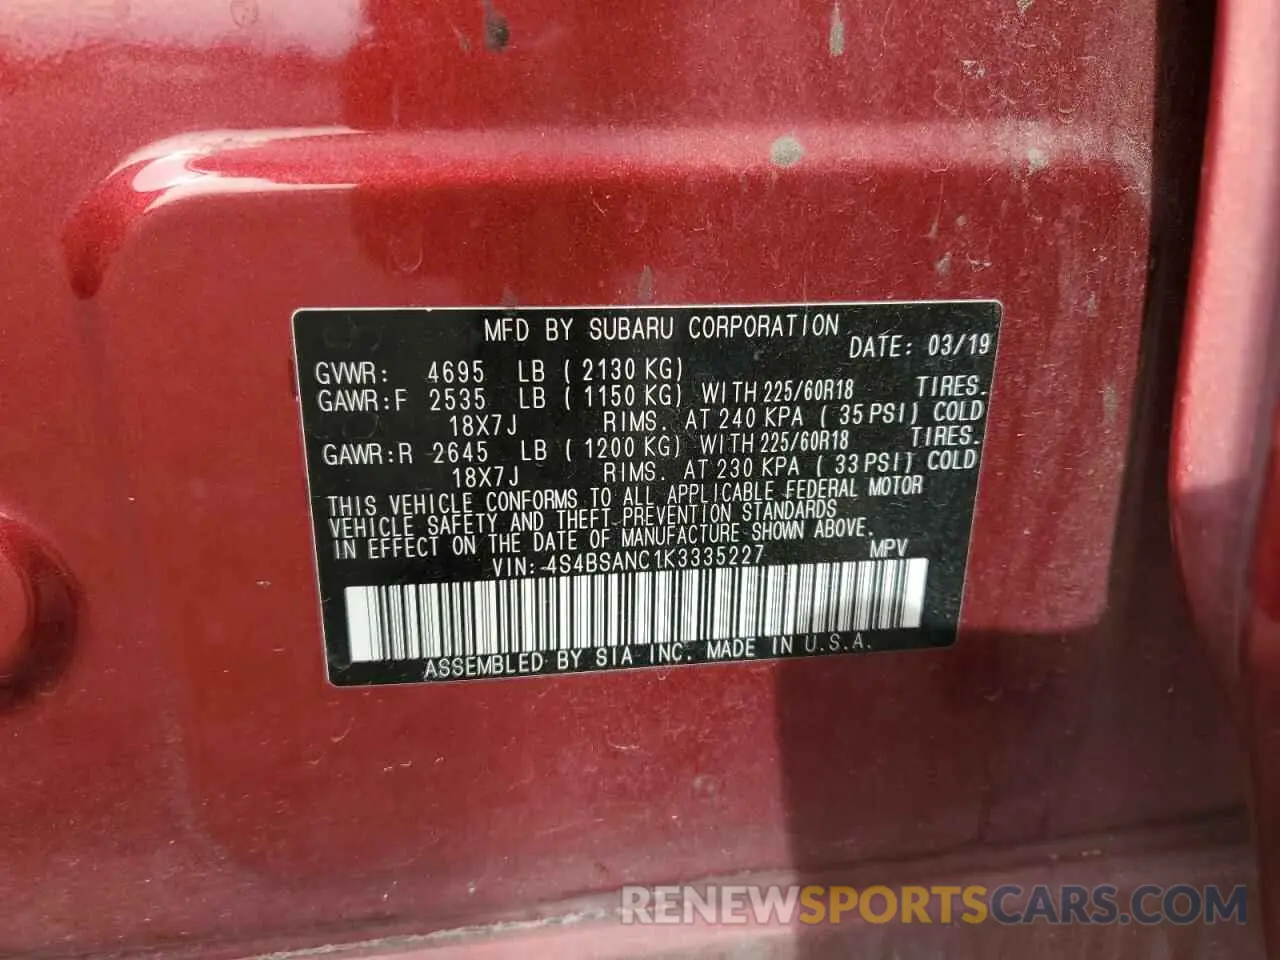 MFD BY SUBARU CORPORATION
DATE: 03/19
GVWR: 4695 LB ( 2130 KG)
GAWR:F 2535 LB ( 1150 KG) WITH 225/60R18 TIRES.
18X7J RIMS. AT 240 KPA ( 35 PSI) COLD
GAWR:R 2645 LB ( 1200 KG) WITH 225/60R18 TIRES.
18X7J RIMS. AT 230 KPA ( 33 PSI) COLD
THIS VEHICLE CONFORMS TO ALL APPLICABLE FEDERAL MOTOR
VEHICLE SAFETY AND THEFT PREVENTION STANDARDS
IN EFFECT ON THE DATE OF MANUFACTURE SHOWN ABOVE.
VIN: 4S4BSANC1K3335227 MPV
ASSEMBLED BY SIA INC. MADE IN U.S.A.
RENEWSPORTSCARS.COM